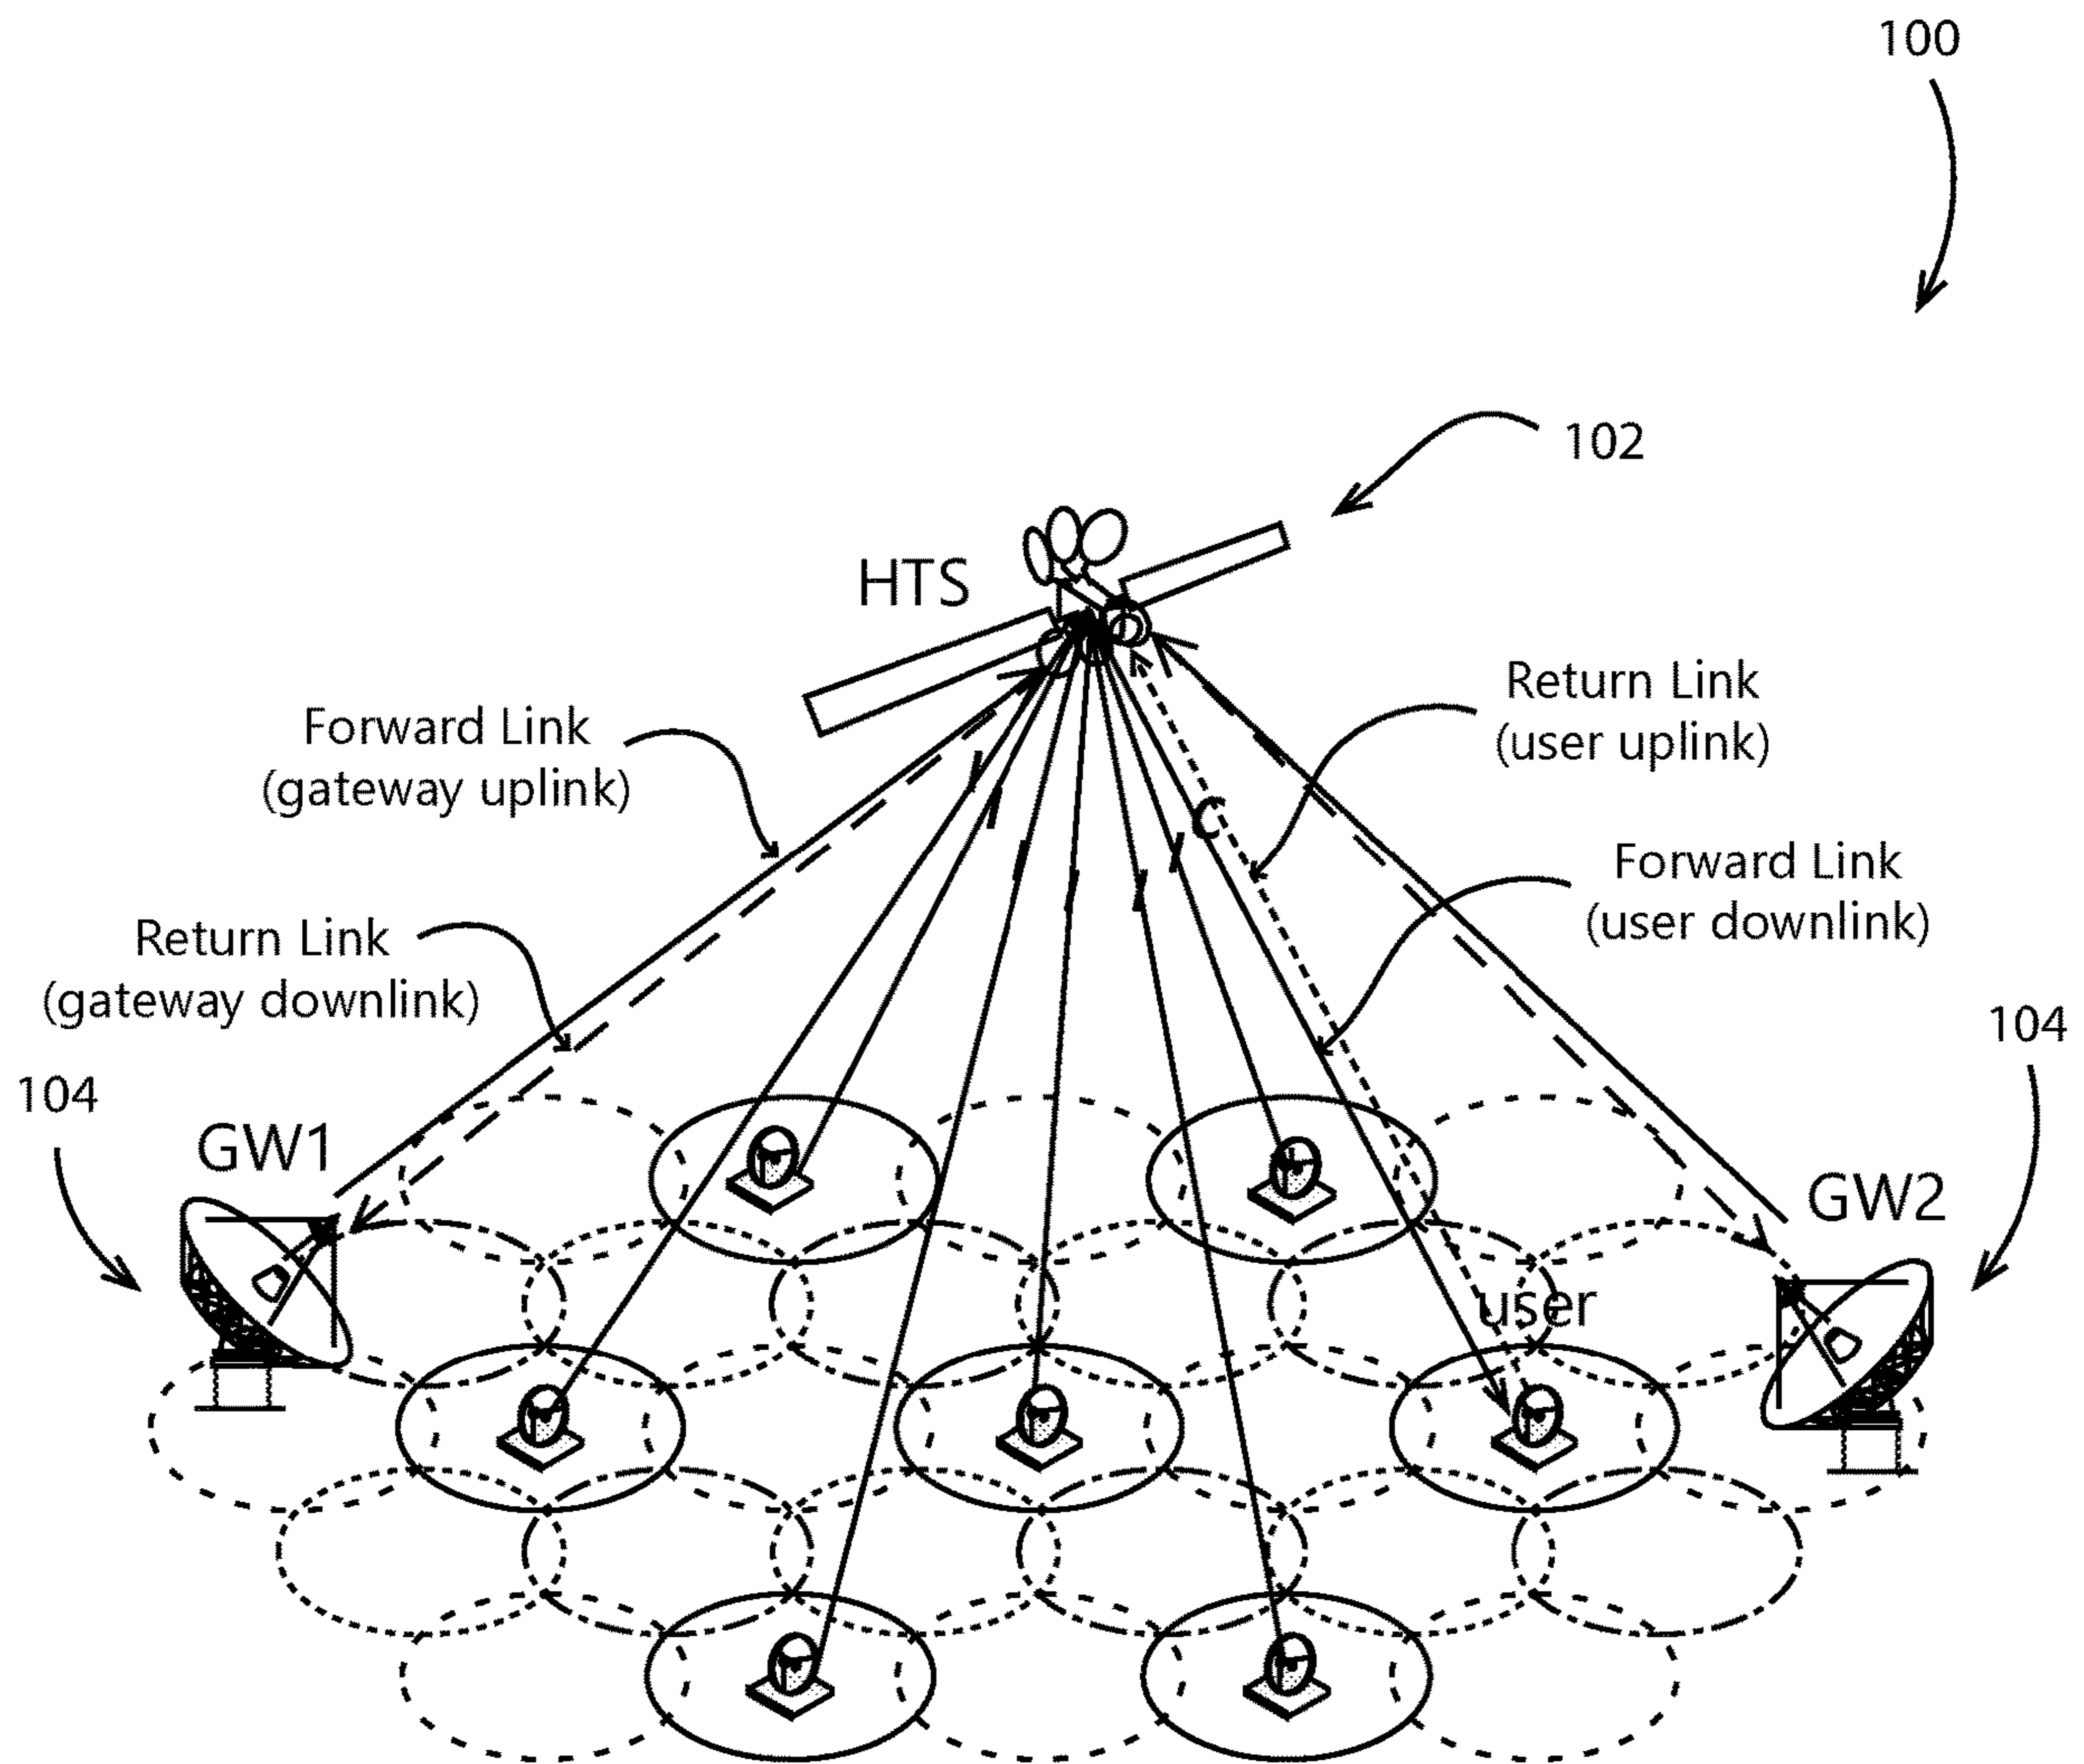 100
102
HTS
Return Link
(user uplink)
Forward Link
(gateway uplink)
C
Forward Link
(user downlink)
Return Link
(gateway downlink)
104
104
GW1
GW2
user